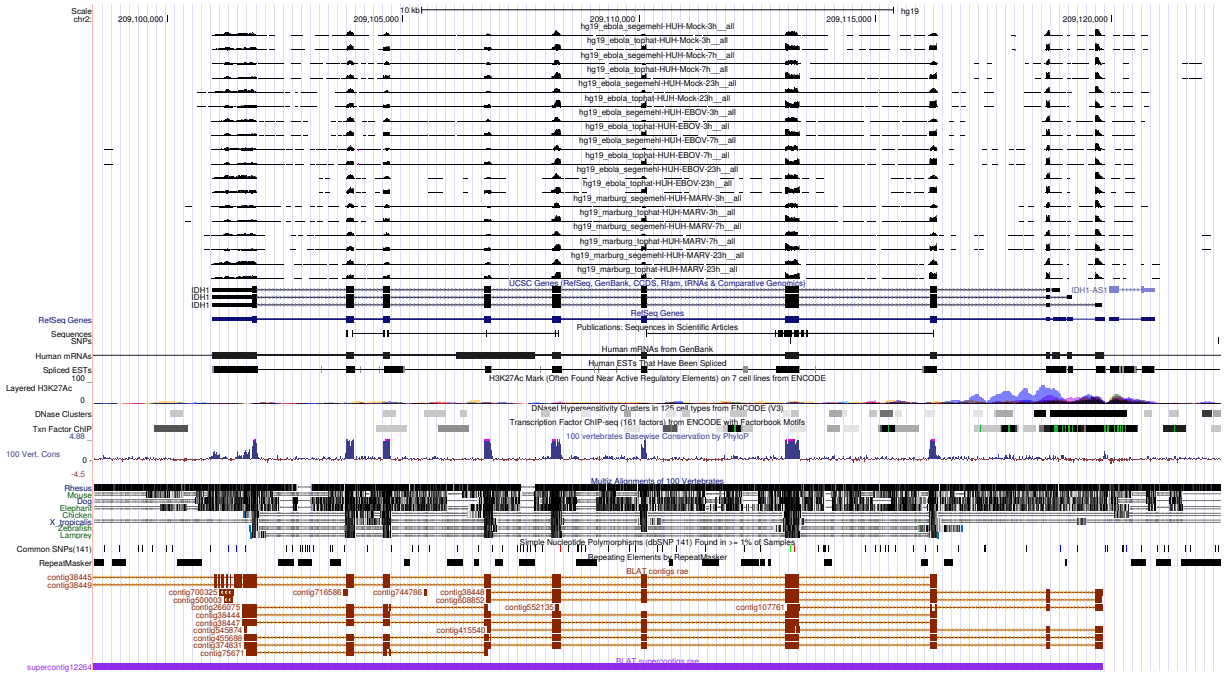 Scale 10 kb hg19
chr2: 209,100,000 209,105,000 209,110,000 209,115,000 209,120,000
hg19_ebola_segemehl-HUH-Mock-3h__all
hg19_ebola_tophat-HUH-Mock-3h__all
hg19_ebola_segemehl-HUH-Mock-7h__all
hg19_ebola_tophat-HUH-Mock-7h__all
hg19_ebola_segemehl-HUH-Mock-23h__all
hg19_ebola_tophat-HUH-Mock-23h__all
hg19_ebola_segemehl-HUH-EBOV-3h__all
hg19_ebola_tophat-HUH-EBOV-3h__all
hg19_ebola_segemehl-HUH-EBOV-7h__all
hg19_ebola_tophat-HUH-EBOV-7h__all
hg19_ebola_segemehl-HUH-EBOV-23h__all
hg19_ebola_tophat-HUH-EBOV-23h__all
hg19_marburg_segemehl-HUH-MARV-3h__all
hg19_marburg_tophat-HUH-MARV-3h__all
hg19_marburg_segemehl-HUH-MARV-7h__all
hg19_marburg_tophat-HUH-MARV-7h__all
hg19_marburg_segemehl-HUH-MARV-23h__all
hg19_marburg_tophat-HUH-MARV-23h__all
UCSC Genes (RefSeq, GenBank, CCDS, Rfam, tRNAs & Comparative Genomics)
IDH1 IDH1-AS1
IDH1
IDH1
RefSeq Genes
RefSeq Genes
Publications: Sequences in Scientific Articles
Sequences
SNPs
Human mRNAs from GenBank
Human mRNAs
Human ESTs That Have Been Spliced
Spliced ESTs
H3K27Ac Mark (Often Found Near Active Regulatory Elements) on 7 cell lines from ENCODE
100
Layered H3K27Ac
0
DNaseI Hypersensitivity Clusters in 125 cell types from ENCODE (V3)
DNase Clusters
Transcription Factor ChIP-seq (161 factors) from ENCODE with Factorbook Motifs
Txn Factor ChIP
100 vertebrates Basewise Conservation by PhyloP
4.88
100 Vert. Cons
0
-4.5
Multiz Alignments of 100 Vertebrates
Rhesus
Mouse
Dog
Elephant
Chicken
X_tropicalis
Zebrafish
Lamprey
Simple Nucleotide Polymorphisms (dbSNP 141) Found in >= 1% of Samples
Common SNPs(141)
Repeating Elements by RepeatMasker
RepeatMasker
BLAT contigs rae
contig38445
contig38449
contig700325 contig716586 contig744786 contig38448
contig500003 contig608852
contig266075 contig552135 contig107761
contig38444
contig38447
contig545874 contig415540
contig455688
contig374831
contig75671
BLAT supercontigs rae
supercontig12264